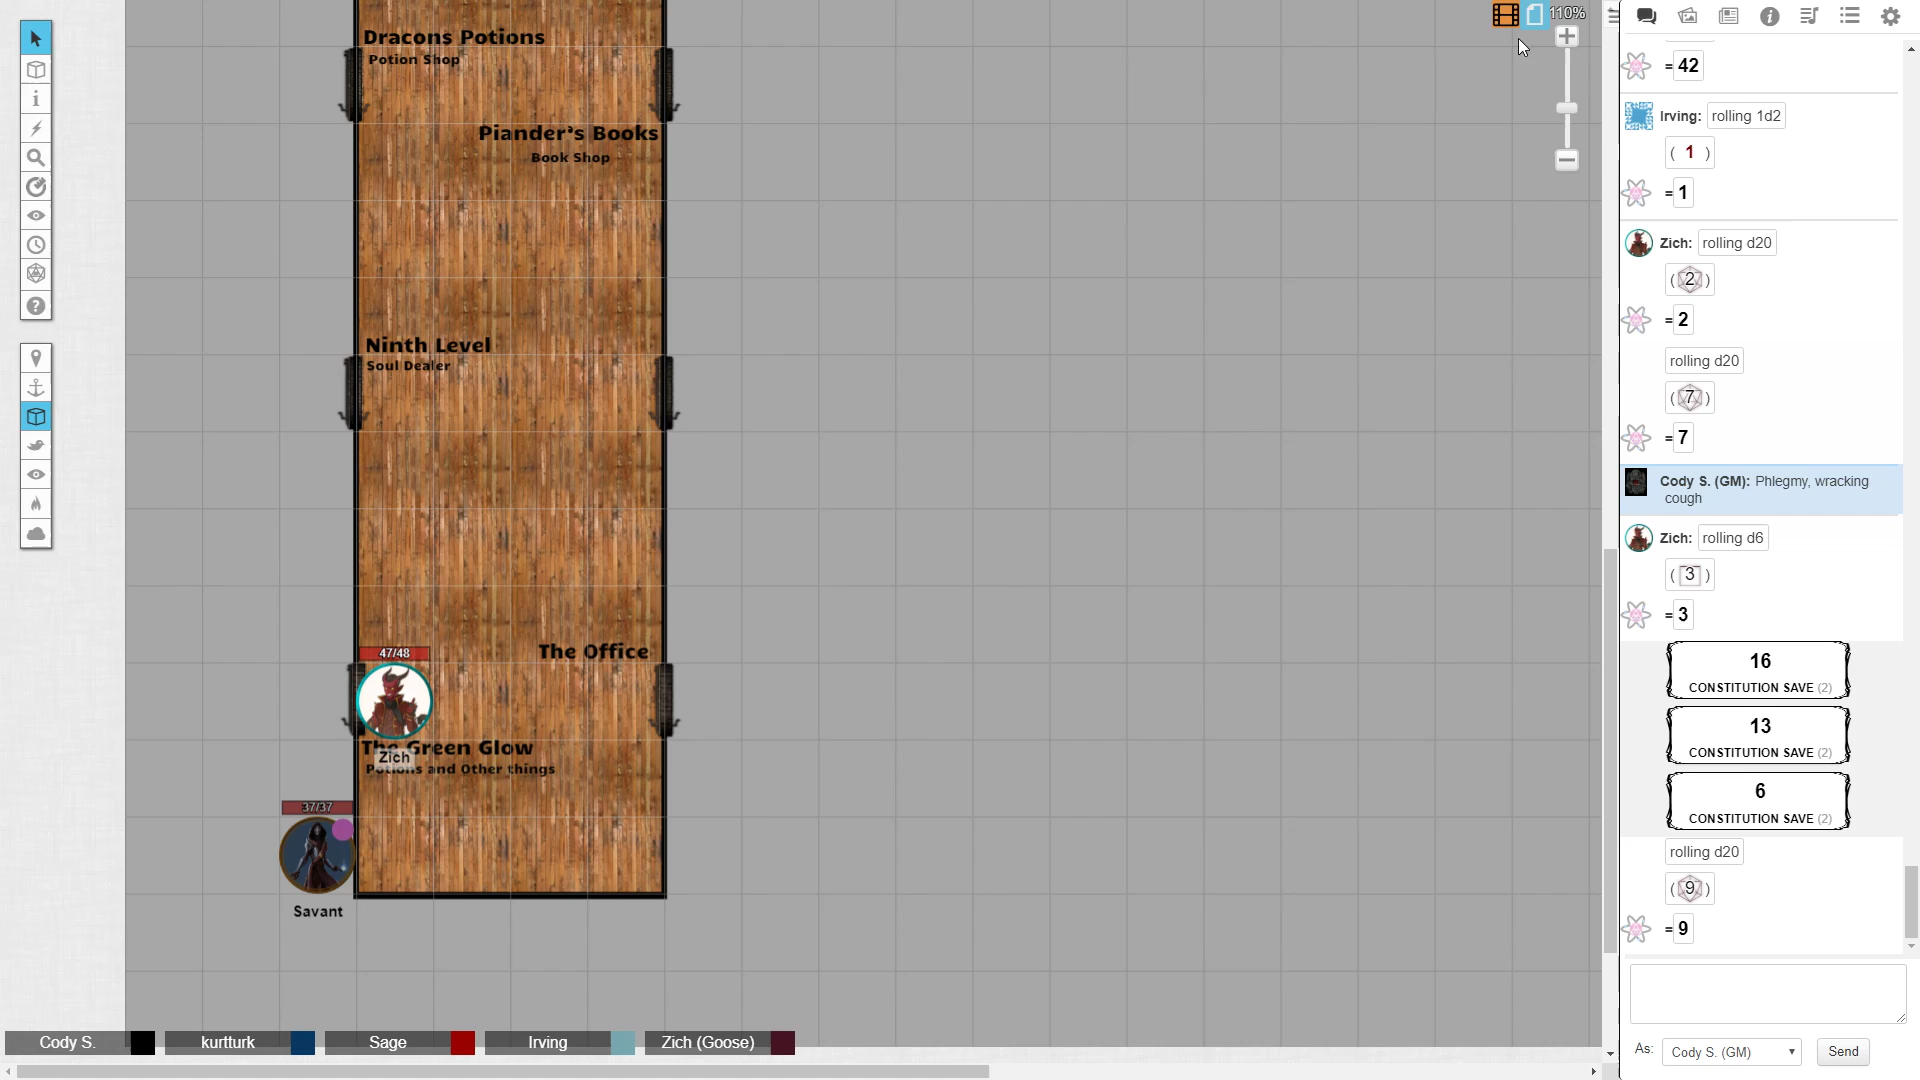 Dracons Potions
Potion Shop
Piander's Books
Book Shop
Ninth Level
Soul Dealer
47/48
The Office
The Green Glow
Zich
Potions and Other things
37/37
Savant
Cody S.
kurtturk
Sage
Irving
Zich (Goose)
110%
=42
Irving: rolling 1d2
( 1 )
=1
Zich: rolling d20
(2)
=2
rolling d20
(7)
=7
Cody S. (GM): Phlegmy, wracking
cough
Zich: rolling d6
(3)
=3
16
CONSTITUTION SAVE (2)
13
CONSTITUTION SAVE (2)
6
CONSTITUTION SAVE (2)
rolling d20
(9)
=9
As: Cody S. (GM)
Send